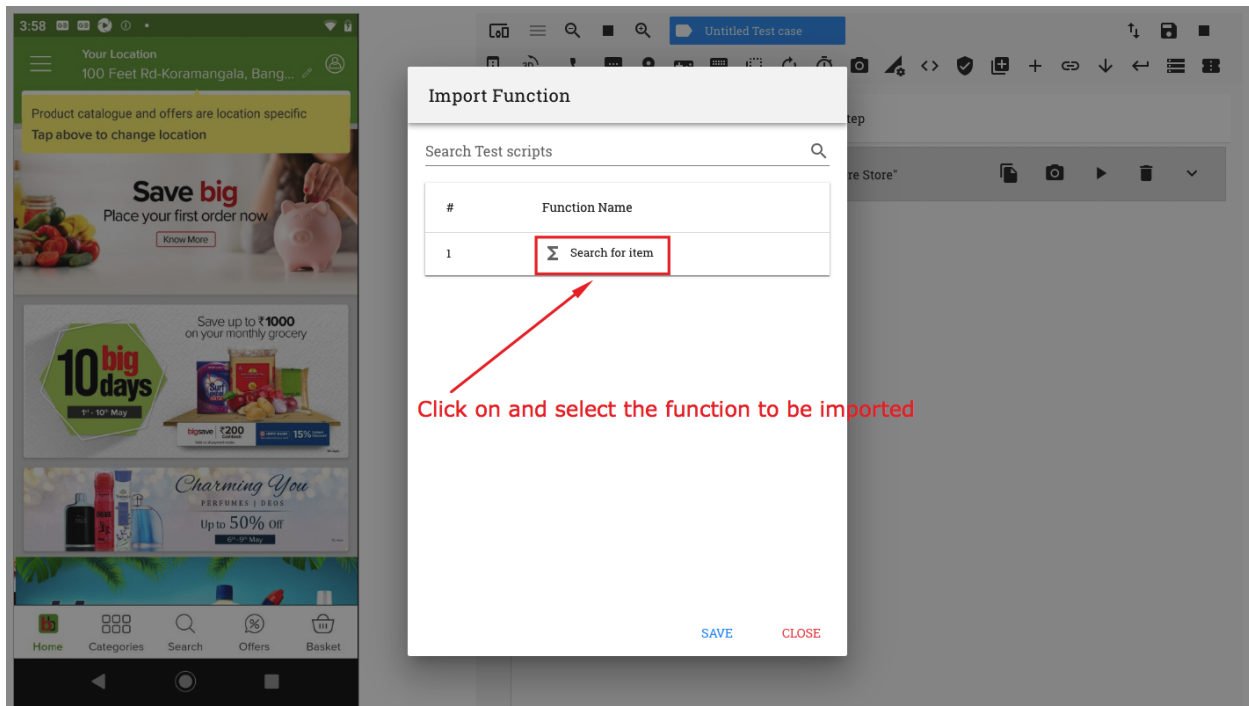 3:58
Your Location
100 Feet Rd-Koramangala, Bang...
Product catalogue and offers are location specific
Tap above to change location
Save big
Place your first order now
Know More
Save up to ₹1000
on your monthly grocery
10 big
days
1st - 10th May
Surf
bigsave ₹200
15%
Charming You
PERFUMES | DEOS
Up to 50% Off
6th-9th May
bb
Home
Categories
Search
Offers
Basket
Untitled Test case
3D
tep
re Store"
Import Function
Search Test scripts
# Function Name
1 Search for item
Click on and select the function to be imported
SAVE
CLOSE